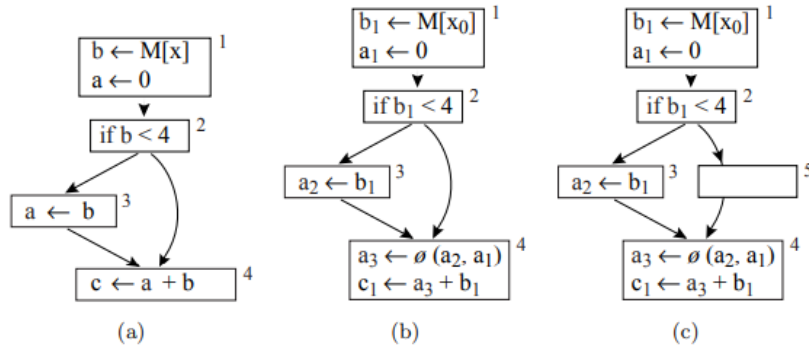 b ← M[x]
a ← 0
1
if b < 4
2
a ← b
3
c ← a + b
4
(a)
b₁ ← M[x₀]
a₁ ← 0
1
if b₁ < 4
2
a₂ ← b₁
3
a₃ ← ø (a₂, a₁)
c₁ ← a₃ + b₁
4
(b)
b₁ ← M[x₀]
a₁ ← 0
1
if b₁ < 4
2
a₂ ← b₁
3
5
a₃ ← ø (a₂, a₁)
c₁ ← a₃ + b₁
4
(c)